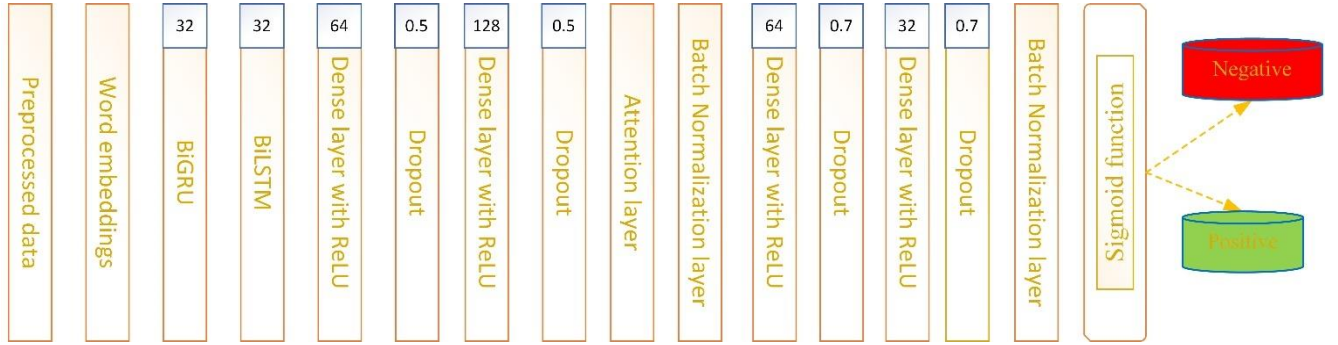 Preprocessed data
Word embeddings
32
BiGRU
32
BiLSTM
64
Dense layer with ReLU
0.5
Dropout
128
Dense layer with ReLU
0.5
Dropout
Attention layer
Batch Normalization layer
64
Dense layer with ReLU
0.7
Dropout
32
Dense layer with ReLU
0.7
Dropout
Batch Normalization layer
Sigmoid function
Negative
Positive